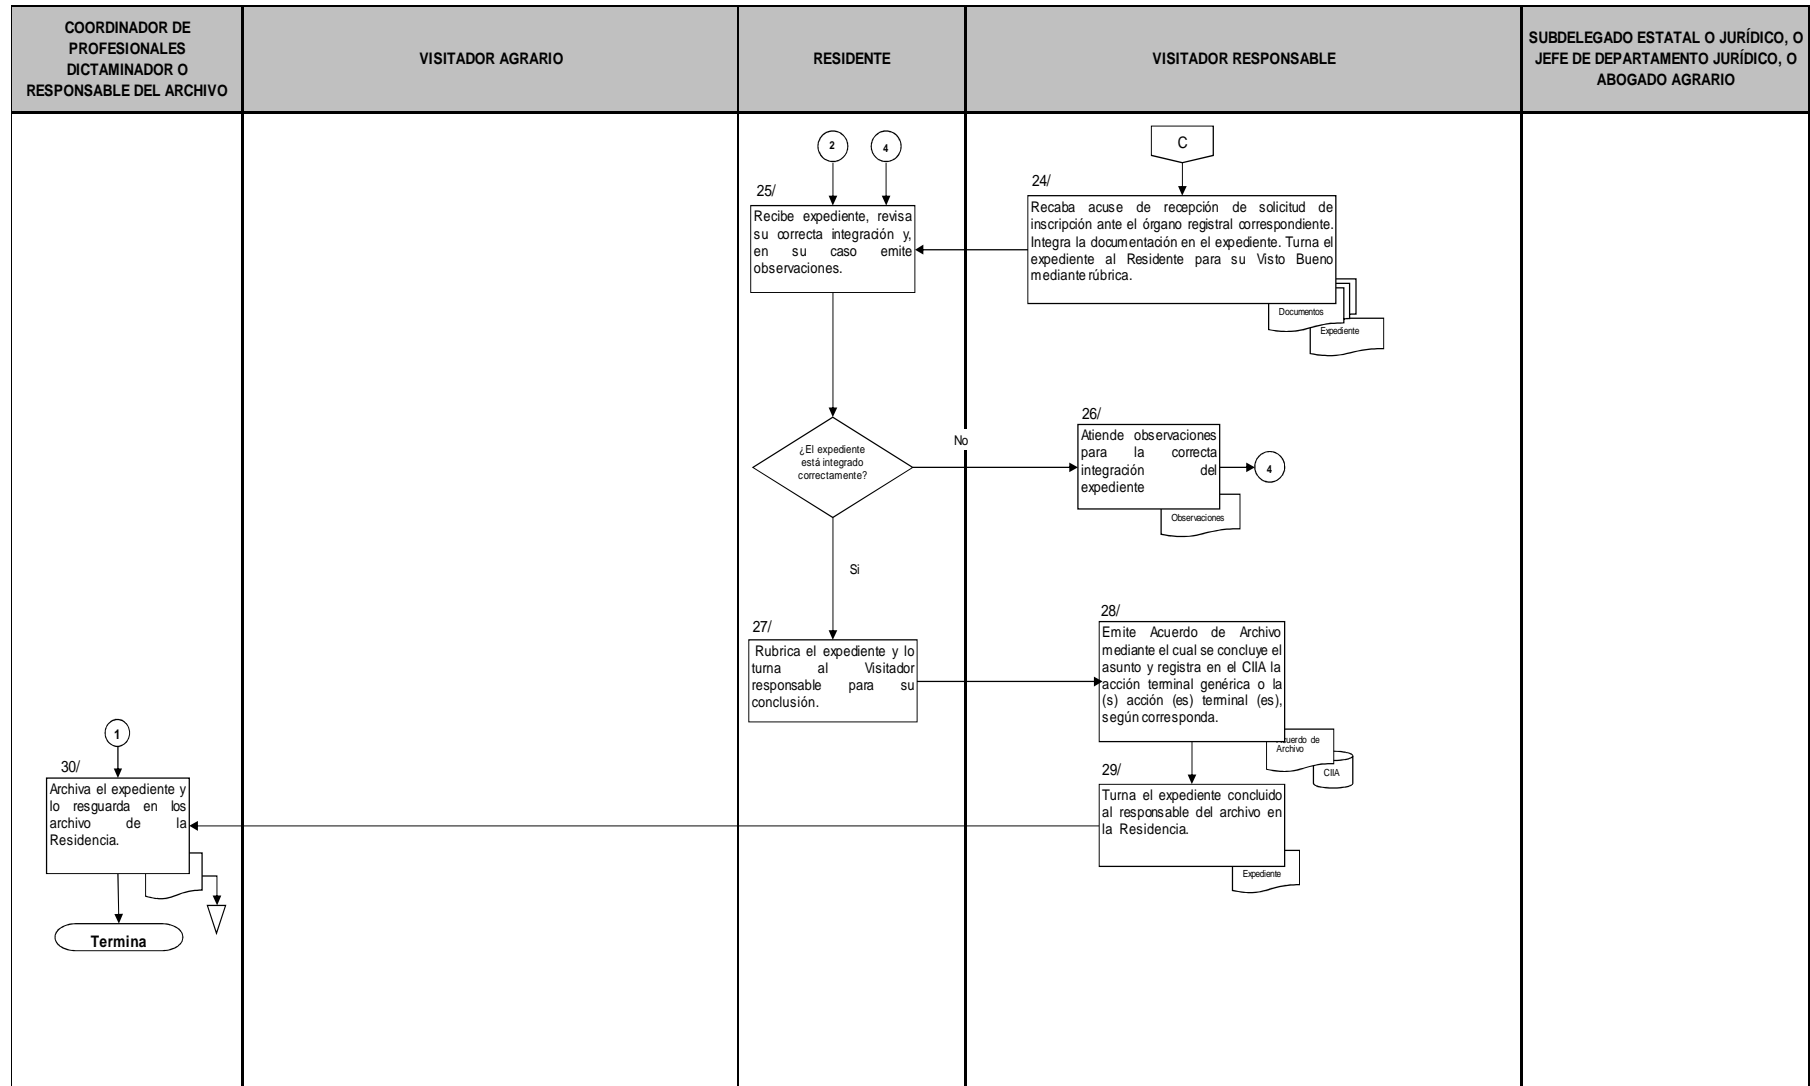 COORDINADOR DE
PROFESIONALES
DICTAMINADOR O
RESPONSABLE DEL ARCHIVO
VISITADOR AGRARIO
RESIDENTE
VISITADOR RESPONSABLE
SUBDELEGADO ESTATAL O JURÍDICO, O
JEFE DE DEPARTAMENTO JURÍDICO, O
ABOGADO AGRARIO
2
4
C
25/
Recibe expediente, revisa
su correcta integración y,
en su caso emite
observaciones.
24/
Recaba acuse de recepción de solicitud de
inscripción ante el órgano registral correspondiente.
Integra la documentación en el expediente. Turna el
expediente al Residente para su Visto Bueno
mediante rúbrica.
Documentos
Expediente
¿El expediente
está integrado
correctamente?
No
26/
Atiende observaciones
para la correcta
integración del
expediente
4
Observaciones
Si
27/
Rubrica el expediente y lo
turna al Visitador
responsable para su
conclusión.
28/
Emite Acuerdo de Archivo
mediante el cual se concluye el
asunto y registra en el CIIA la
acción terminal genérica o la
(s) acción (es) terminal (es),
según corresponda.
Acuerdo de
Archivo
CIIA
29/
Turna el expediente concluido
al responsable del archivo en
la Residencia.
Expediente
1
30/
Archiva el expediente y
lo resguarda en los
archivo de la
Residencia.
Termina